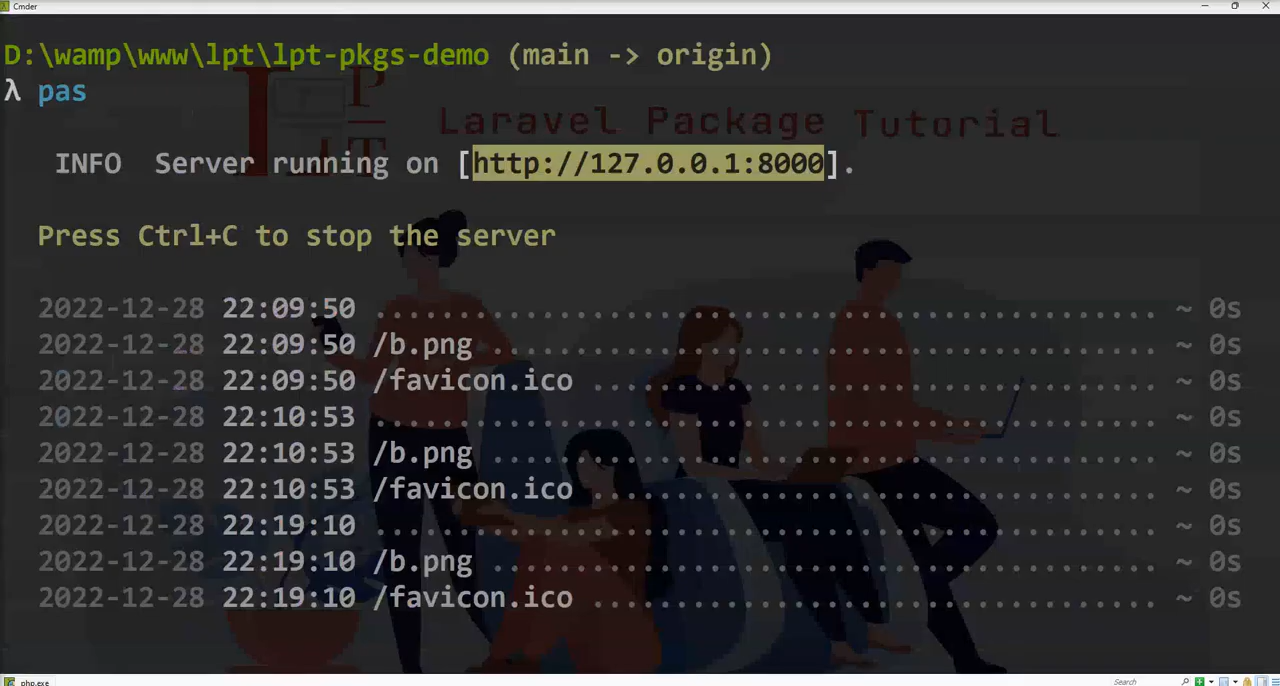 Cmder
D:\wamp\www\lpt\lpt-pkgs-demo (main -> origin)
λ pas
LPT Laravel Package Tutorial
INFO Server running on [http://127.0.0.1:8000].
Press Ctrl+C to stop the server
2022-12-28 22:09:50 ............................................... ~ 0s
2022-12-28 22:09:50 /b.png ........................................ ~ 0s
2022-12-28 22:09:50 /favicon.ico .................................. ~ 0s
2022-12-28 22:10:53 ............................................... ~ 0s
2022-12-28 22:10:53 /b.png ........................................ ~ 0s
2022-12-28 22:10:53 /favicon.ico .................................. ~ 0s
2022-12-28 22:19:10 ............................................... ~ 0s
2022-12-28 22:19:10 /b.png ........................................ ~ 0s
2022-12-28 22:19:10 /favicon.ico .................................. ~ 0s
php.exe
Search